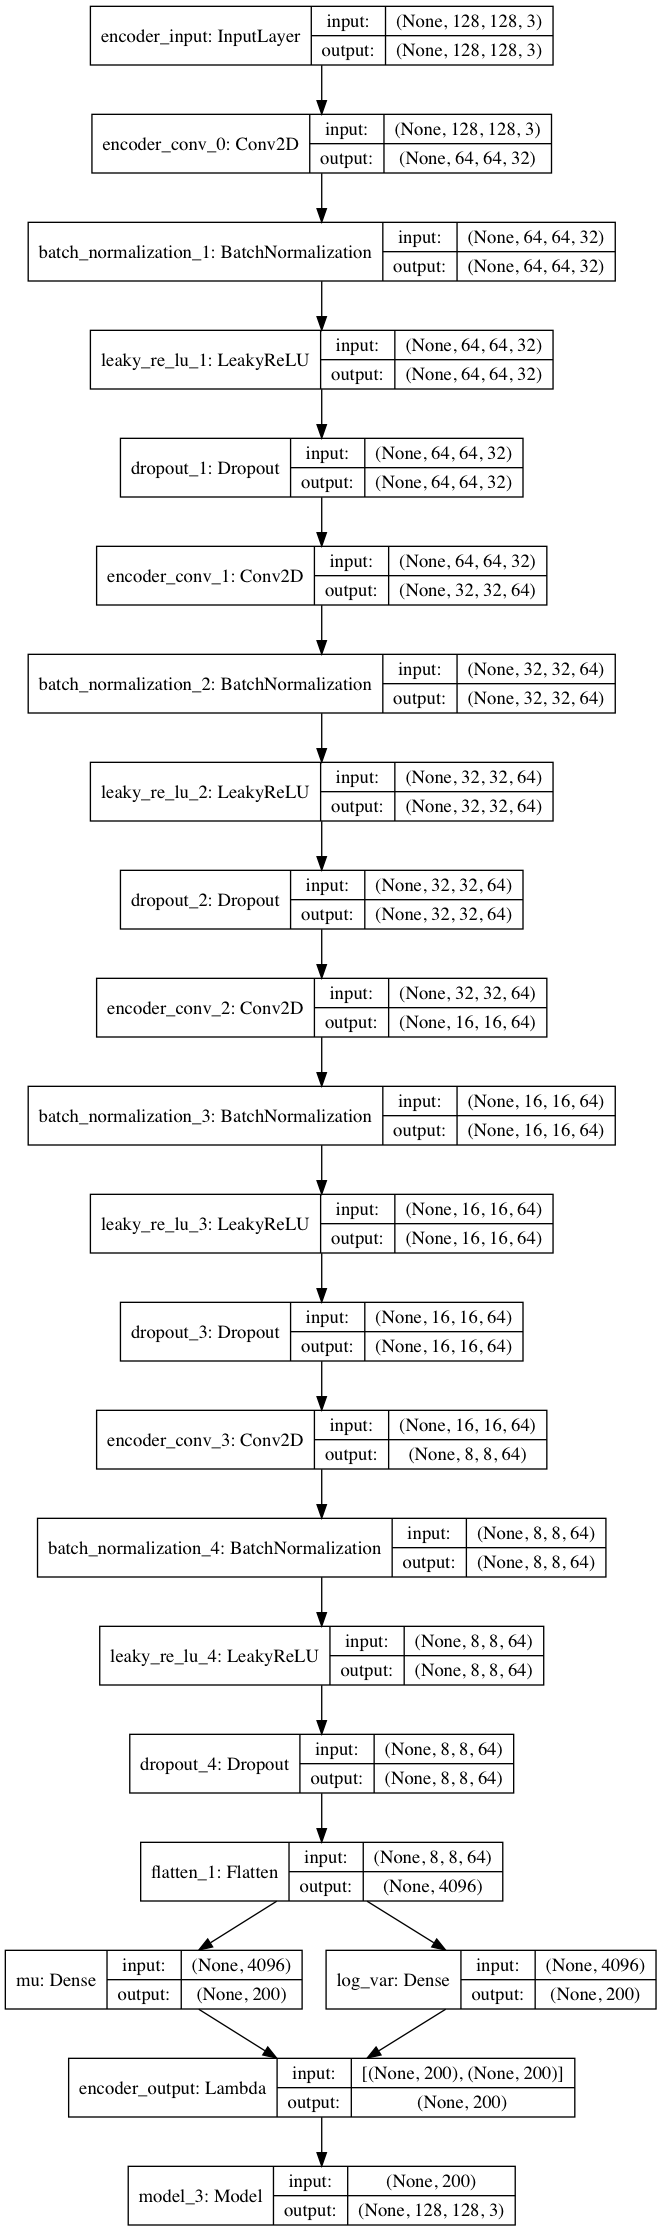 encoder_input: InputLayer
input: (None, 128, 128, 3)
output: (None, 128, 128, 3)
encoder_conv_0: Conv2D
input: (None, 128, 128, 3)
output: (None, 64, 64, 32)
batch_normalization_1: BatchNormalization
input: (None, 64, 64, 32)
output: (None, 64, 64, 32)
leaky_re_lu_1: LeakyReLU
input: (None, 64, 64, 32)
output: (None, 64, 64, 32)
dropout_1: Dropout
input: (None, 64, 64, 32)
output: (None, 64, 64, 32)
encoder_conv_1: Conv2D
input: (None, 64, 64, 32)
output: (None, 32, 32, 64)
batch_normalization_2: BatchNormalization
input: (None, 32, 32, 64)
output: (None, 32, 32, 64)
leaky_re_lu_2: LeakyReLU
input: (None, 32, 32, 64)
output: (None, 32, 32, 64)
dropout_2: Dropout
input: (None, 32, 32, 64)
output: (None, 32, 32, 64)
encoder_conv_2: Conv2D
input: (None, 32, 32, 64)
output: (None, 16, 16, 64)
batch_normalization_3: BatchNormalization
input: (None, 16, 16, 64)
output: (None, 16, 16, 64)
leaky_re_lu_3: LeakyReLU
input: (None, 16, 16, 64)
output: (None, 16, 16, 64)
dropout_3: Dropout
input: (None, 16, 16, 64)
output: (None, 16, 16, 64)
encoder_conv_3: Conv2D
input: (None, 16, 16, 64)
output: (None, 8, 8, 64)
batch_normalization_4: BatchNormalization
input: (None, 8, 8, 64)
output: (None, 8, 8, 64)
leaky_re_lu_4: LeakyReLU
input: (None, 8, 8, 64)
output: (None, 8, 8, 64)
dropout_4: Dropout
input: (None, 8, 8, 64)
output: (None, 8, 8, 64)
flatten_1: Flatten
input: (None, 8, 8, 64)
output: (None, 4096)
mu: Dense
input: (None, 4096)
output: (None, 200)
log_var: Dense
input: (None, 4096)
output: (None, 200)
encoder_output: Lambda
input: [(None, 200), (None, 200)]
output: (None, 200)
model_3: Model
input: (None, 200)
output: (None, 128, 128, 3)